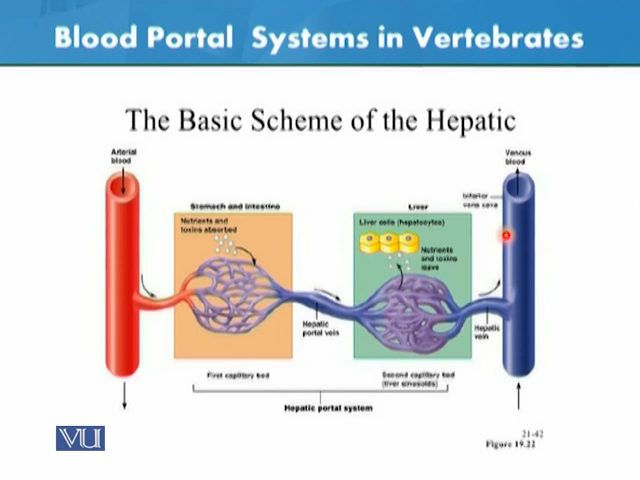 Blood Portal Systems in Vertebrates
The Basic Scheme of the Hepatic
Arterial
blood
Venous
blood
Stomach and intestine
Liver
Inferior
vena cava
Nutrients and
toxins absorbed
Liver cells (hepatocytes)
Nutrients
and toxins
leave
Hepatic
portal vein
Hepatic
vein
First capillary bed
Second capillary bed
(liver sinusoids)
Hepatic portal system
VU
21-42
Figure 19.22